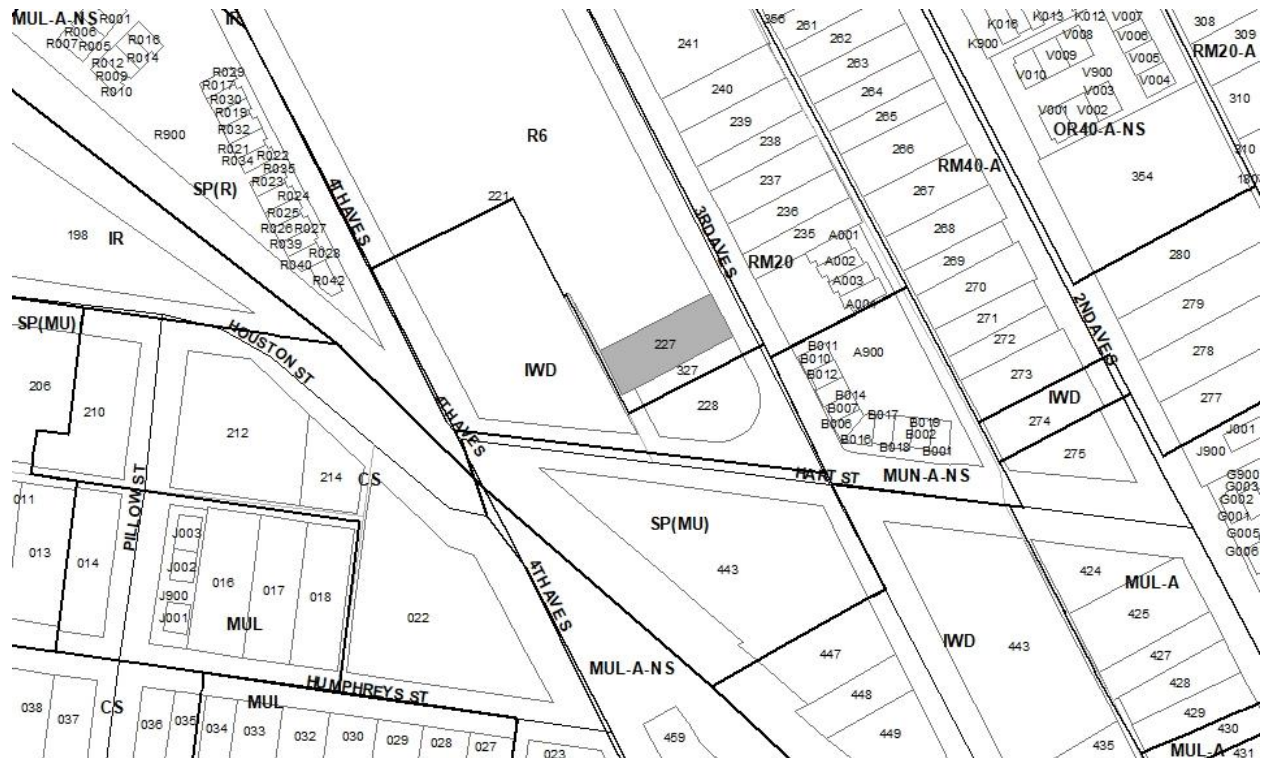 MUL-A-NS
R001
R006
R007
R005
R016
R014
R012
R009
R010
IR
241
356
261
262
263
240
264
239
265
238
266
237
236
267
235
268
269
270
271
272
273
K016
K013
K012
K900
V007
V008
V006
V009
V005
V010
V900
V004
V003
V001
V002
308
309
RM20-A
310
310
OR40-A-NS
354
180
280
279
278
277
J001
J900
G900
G003
G002
G001
G005
G006
R029
R017
R030
R019
R900
R032
R021
R034
R022
R035
R023
R024
R025
R026
R027
R039
R028
R040
R042
SP(R)
R6
221
4TH AVE S
3RD AVE S
RM40-A
RM20
A001
A002
A003
A004
2ND AVE S
198
IR
SP(MU)
HOUSTON ST
227
327
228
IWD
A900
B011
B010
B012
B014
B007
B006
B016
B017
B018
B019
B002
B001
IWD
274
275
206
210
212
214
CS
4TH AVE S
HART ST
MUN-A-NS
PILLOW ST
011
013
014
J003
J002
J900
J001
016
017
018
MUL
022
SP(MU)
443
4TH AVE S
424
MUL-A
425
427
428
429
430
431
MUL-A
435
IWD
443
447
448
449
MUL-A-NS
459
HUMPHREYS ST
038
037
CS
036
035
MUL
034
033
032
030
029
028
027
023